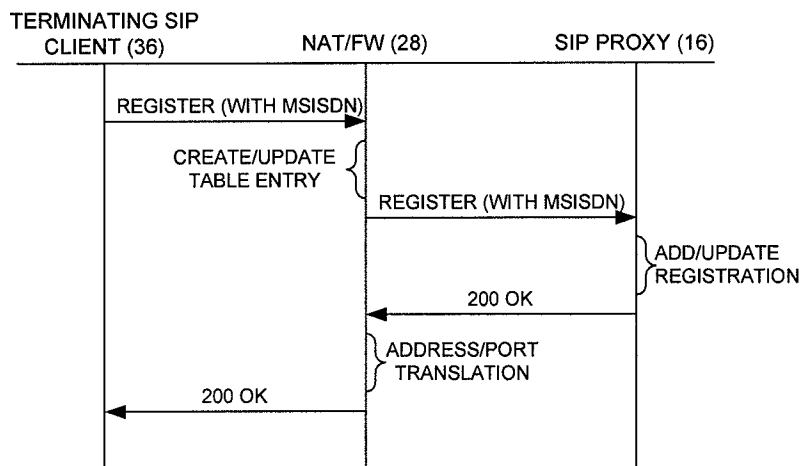 TERMINATING SIP
CLIENT (36)
NAT/FW (28)
SIP PROXY (16)
REGISTER (WITH MSISDN)
CREATE/UPDATE
TABLE ENTRY
REGISTER (WITH MSISDN)
ADD/UPDATE
REGISTRATION
200 OK
ADDRESS/PORT
TRANSLATION
200 OK